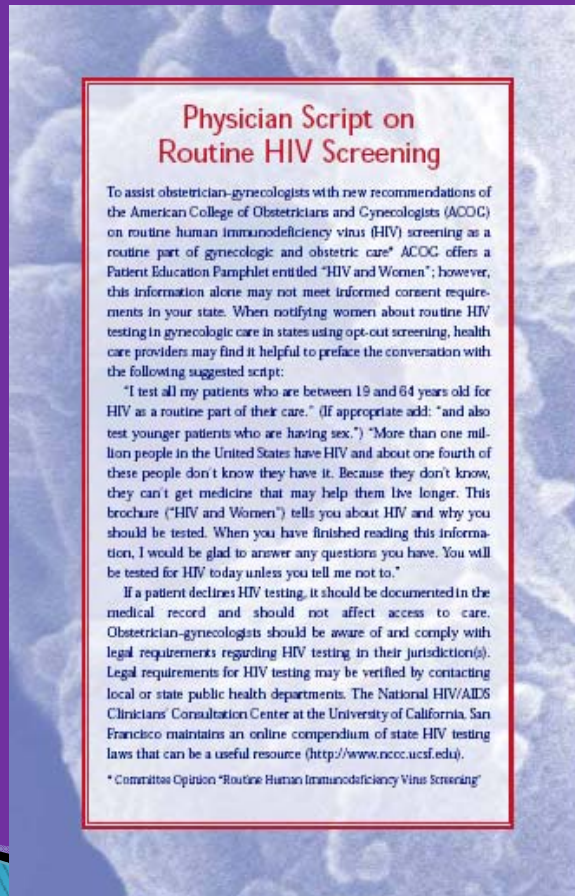 Physician Script on
Routine HIV Screening
To assist obstetrician-gynecologists with new recommendations of
the American College of Obstetricians and Gynecologists (ACOG)
on routine human immunodeficiency virus (HIV) screening as a
routine part of gynecologic and obstetric care* ACOG offers a
Patient Education Pamphlet entitled "HIV and Women"; however,
this information alone may not meet informed consent require-
ments in your state. When notifying women about routine HIV
testing in gynecologic care in states using opt-out screening, health
care providers may find it helpful to preface the conversation with
the following suggested script:
"I test all my patients who are between 19 and 64 years old for
HIV as a routine part of their care." (If appropriate add: "and also
test younger patients who are having sex.") "More than one mil-
lion people in the United States have HIV and about one fourth of
these people don't know they have it. Because they don't know,
they can't get medicine that may help them live longer. This
brochure ("HIV and Women") tells you about HIV and why you
should be tested. When you have finished reading this informa-
tion, I would be glad to answer any questions you have. You will
be tested for HIV today unless you tell me not to."
If a patient declines HIV testing, it should be documented in the
medical record and should not affect access to care.
Obstetrician-gynecologists should be aware of and comply with
legal requirements regarding HIV testing in their jurisdiction(s).
Legal requirements for HIV testing may be verified by contacting
local or state public health departments. The National HIV/AIDS
Clinicians' Consultation Center at the University of California, San
Francisco maintains an online compendium of state HIV testing
laws that can be a useful resource (http://www.nccc.ucsf.edu).
* Committee Opinion "Routine Human Immunodeficiency Virus Screening"